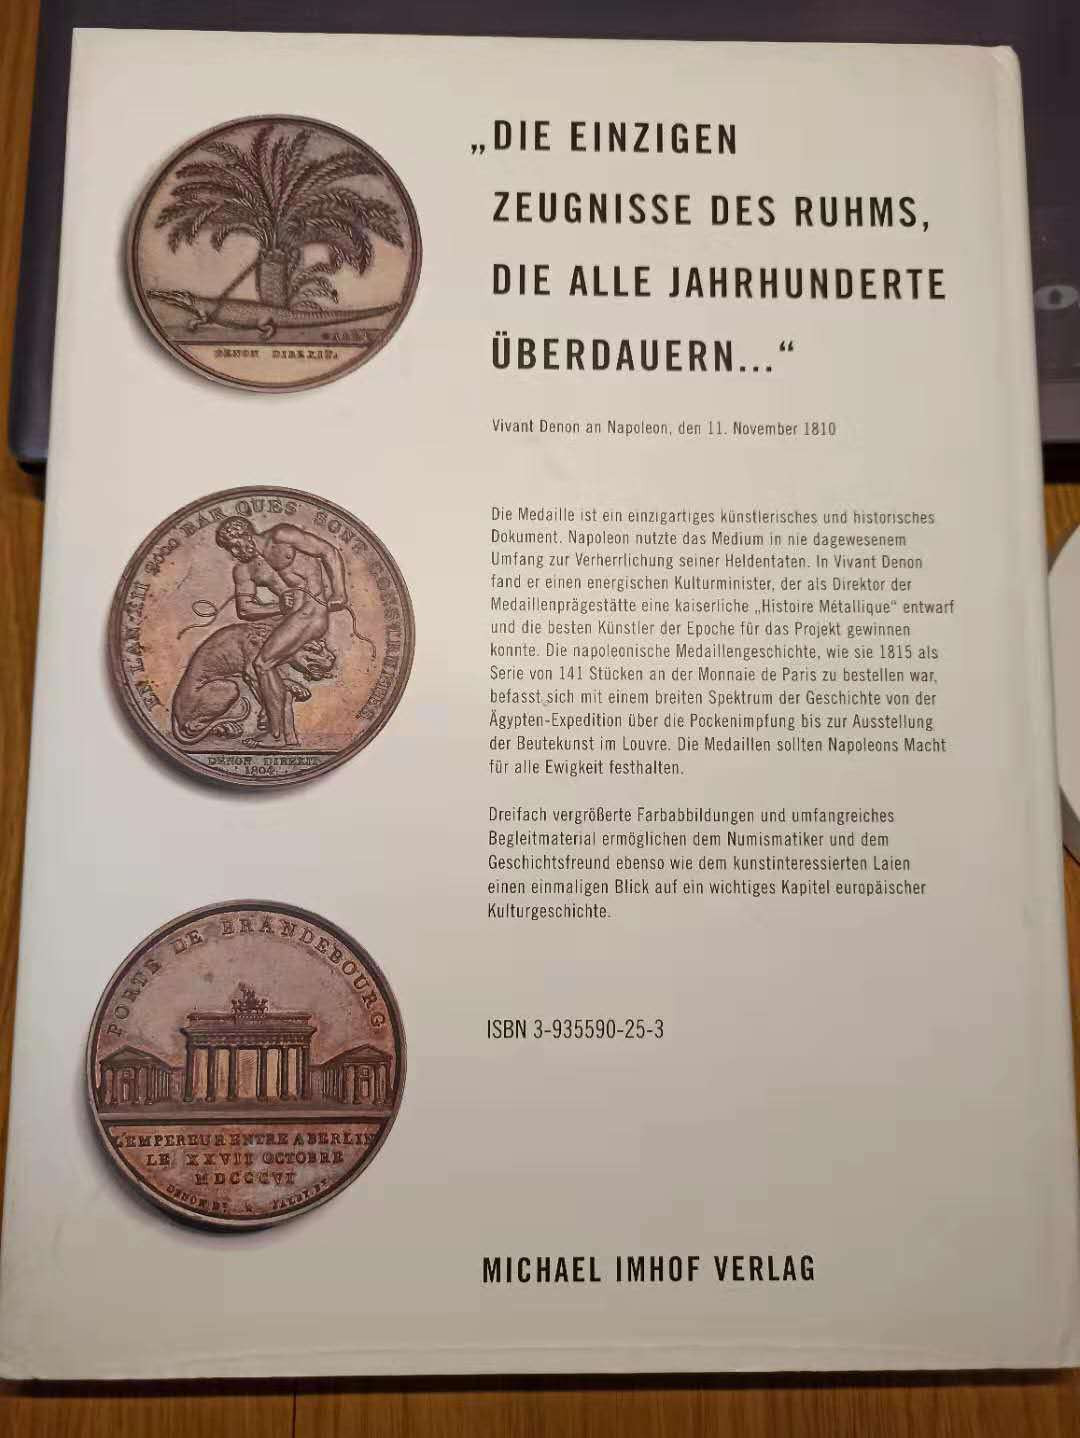 „DIE EINZIGEN
ZEUGNISSE DES RUHMS,
DIE ALLE JAHRHUNDERTE
ÜBERDAUERN..."
Vivant Denon an Napoleon, den 11. November 1810
Die Medaille ist ein einzigartiges künstlerisches und historisches
Dokument. Napoleon nutzte das Medium in nie dagewesenem
Umfang zur Verherrlichung seiner Heldentaten. In Vivant Denon
fand er einen energischen Kulturminister, der als Direktor der
Medaillenprägestätte eine kaiserliche „Histoire Métallique" entwarf
und die besten Künstler der Epoche für das Projekt gewinnen
konnte. Die napoleonische Medaillengeschichte, wie sie 1815 als
Serie von 141 Stücken an der Monnaie de Paris zu bestellen war,
befasst sich mit einem breiten Spektrum der Geschichte von der
Ägypten-Expedition über die Pockenimpfung bis zur Ausstellung
der Beutekunst im Louvre. Die Medaillen sollten Napoleons Macht
für alle Ewigkeit festhalten.
Dreifach vergrößerte Farbabbildungen und umfangreiches
Begleitmaterial ermöglichen dem Numismatiker und dem
Geschichtsfreund ebenso wie dem kunstinteressierten Laien
einen einmaligen Blick auf ein wichtiges Kapitel europäischer
Kulturgeschichte.
ISBN 3-935590-25-3
MICHAEL IMHOF VERLAG
DENON DIREXIT.
EN L'AN XII 2000 BARQUES SONT CONSTRUITES
DENON DIREXIT
1804
PORTE DE BRANDEBOURG
L'EMPEREUR ENTRE A BERLIN
LE XXVII OCTOBRE
MDCCCVI
DENON